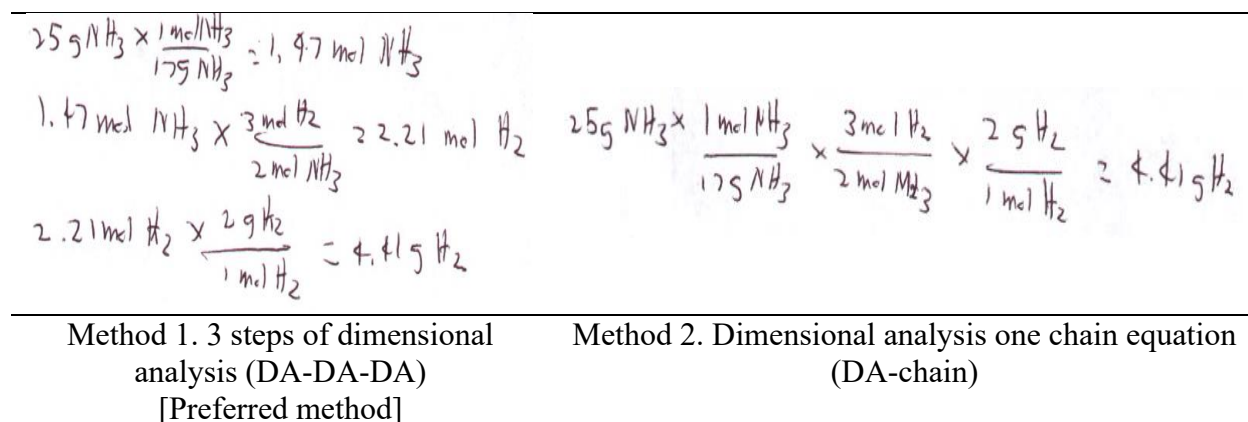 25 g NH3 × 1 mol NH3 / 17 g NH3 = 1.47 mol NH3
1.47 mol NH3 × 3 mol H2 / 2 mol NH3 = 2.21 mol H2
2.21 mol H2 × 2 g H2 / 1 mol H2 = 4.41 g H2
25 g NH3 × 1 mol NH3 / 17 g NH3 × 3 mol H2 / 2 mol NH3 × 2 g H2 / 1 mol H2 = 4.41 g H2
Method 1. 3 steps of dimensional
analysis (DA-DA-DA)
[Preferred method]
Method 2. Dimensional analysis one chain equation
(DA-chain)